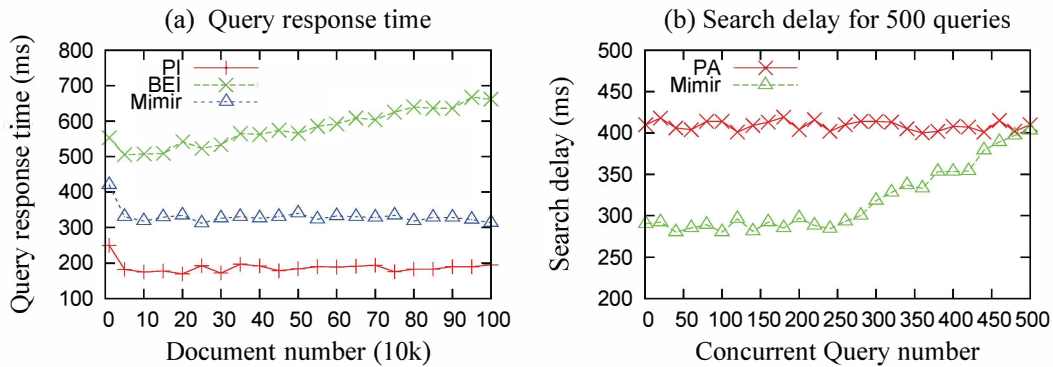 (a) Query response time
Query response time (ms)
800
700
600
500
400
300
200
100
PI
BEI
Mimir
0 10 20 30 40 50 60 70 80 90 100
Document number (10k)
(b) Search delay for 500 queries
Search delay (ms)
500
450
400
350
300
250
200
PA
Mimir
0 50 100 150 200 250 300 350 400 450 500
Concurrent Query number